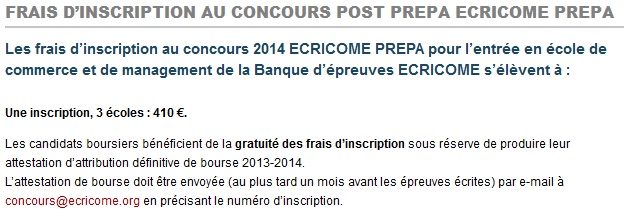 FRAIS D'INSCRIPTION AU CONCOURS POST PREPA ECRICOME PREPA
Les frais d'inscription au concours 2014 ECRICOME PREPA pour l'entrée en école de
commerce et de management de la Banque d'épreuves ECRICOME s'élèvent à :
Une inscription, 3 écoles : 410 €.
Les candidats boursiers bénéficient de la gratuité des frais d'inscription sous réserve de produire leur
attestation d'attribution définitive de bourse 2013-2014.
L'attestation de bourse doit être envoyée (au plus tard un mois avant les épreuves écrites) par e-mail à
concours@ecricome.org en précisant le numéro d'inscription.